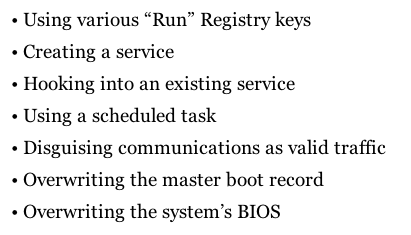 • Using various “Run” Registry keys
• Creating a service
• Hooking into an existing service
• Using a scheduled task
• Disguising communications as valid traffic
• Overwriting the master boot record
• Overwriting the system’s BIOS